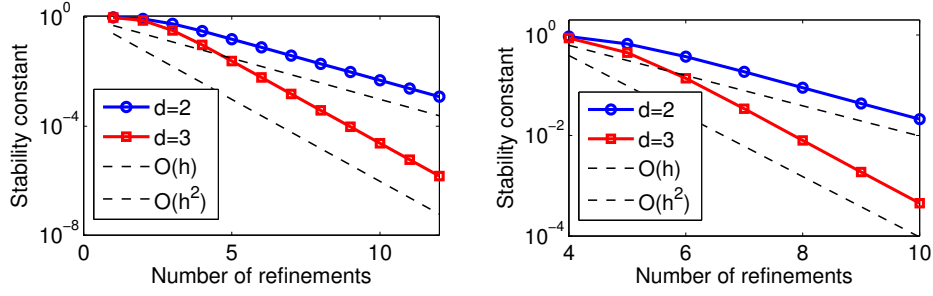 10^0
10^-4
10^-8
0
5
10
Stability constant
Number of refinements
d=2
d=3
O(h)
O(h^2)
10^0
10^-2
10^-4
4
6
8
10
Stability constant
Number of refinements
d=2
d=3
O(h)
O(h^2)